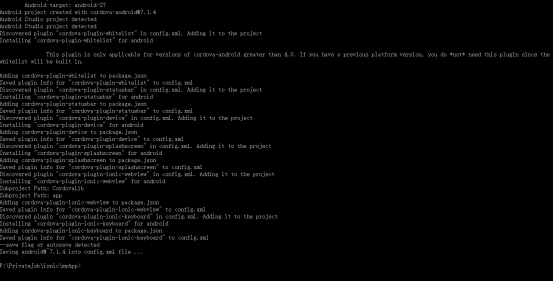 Android target: android-27
Android project created with cordova-android@7.1.4
Android Studio project detected
Android Studio project detected
Discovered plugin "cordova-plugin-whitelist" in config.xml. Adding it to the project
Installing "cordova-plugin-whitelist" for android
This plugin is only applicable for versions of cordova-android greater than 4.0. If you have a previous platform version, you do *not* need this plugin since the
whitelist will be built in.
Adding cordova-plugin-whitelist to package.json
Saved plugin info for "cordova-plugin-whitelist" to config.xml
Discovered plugin "cordova-plugin-statusbar" in config.xml. Adding it to the project
Installing "cordova-plugin-statusbar" for android
Adding cordova-plugin-statusbar to package.json
Saved plugin info for "cordova-plugin-statusbar" to config.xml
Discovered plugin "cordova-plugin-device" in config.xml. Adding it to the project
Installing "cordova-plugin-device" for android
Adding cordova-plugin-device to package.json
Saved plugin info for "cordova-plugin-device" to config.xml
Discovered plugin "cordova-plugin-splashscreen" in config.xml. Adding it to the project
Installing "cordova-plugin-splashscreen" for android
Adding cordova-plugin-splashscreen to package.json
Saved plugin info for "cordova-plugin-splashscreen" to config.xml
Discovered plugin "cordova-plugin-ionic-webview" in config.xml. Adding it to the project
Installing "cordova-plugin-ionic-webview" for android
Subproject Path: CordovaLib
Subproject Path: app
Adding cordova-plugin-ionic-webview to package.json
Saved plugin info for "cordova-plugin-ionic-webview" to config.xml
Discovered plugin "cordova-plugin-ionic-keyboard" in config.xml. Adding it to the project
Installing "cordova-plugin-ionic-keyboard" for android
Adding cordova-plugin-ionic-keyboard to package.json
Saved plugin info for "cordova-plugin-ionic-keyboard" to config.xml
--save flag or autosave detected
Saving android@~7.1.4 into config.xml file ...
F:\PrivateJob\ionic\myApp>